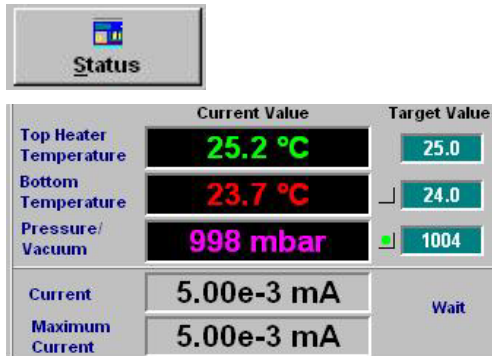 Status
Current Value Target Value
Top Heater
Temperature 25.2 °C 25.0
Bottom
Temperature 23.7 °C 24.0
Pressure/
Vacuum 998 mbar 1004
Current 5.00e-3 mA Wait
Maximum
Current 5.00e-3 mA